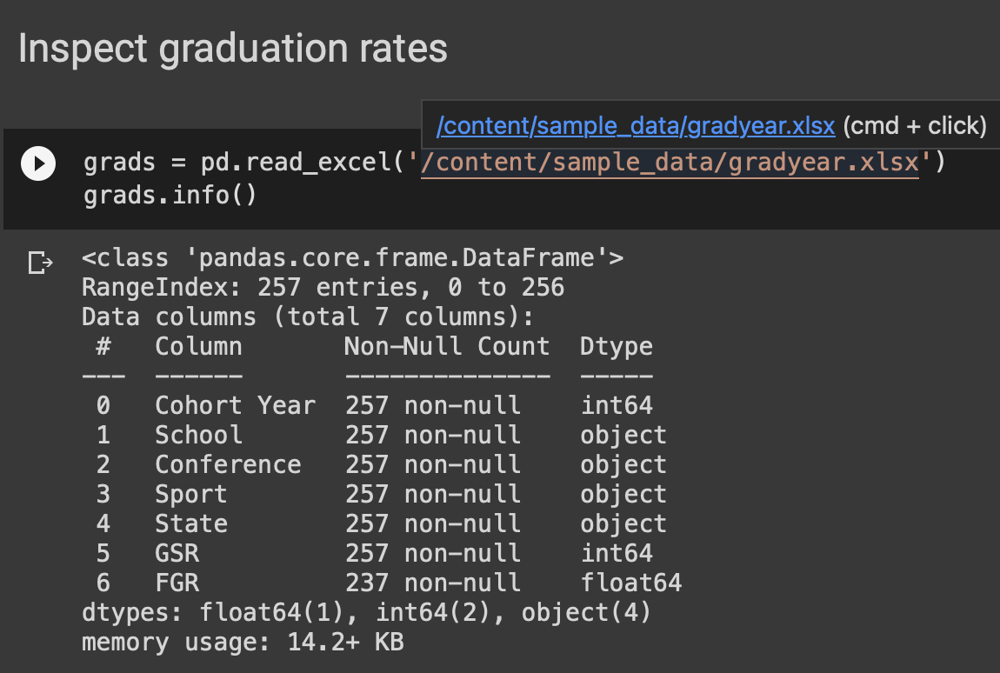 Inspect graduation rates
/content/sample_data/gradyear.xlsx (cmd + click)
grads = pd.read_excel('/content/sample_data/gradyear.xlsx')
grads.info()
<class 'pandas.core.frame.DataFrame'>
RangeIndex: 257 entries, 0 to 256
Data columns (total 7 columns):
 #   Column       Non-Null Count  Dtype
---  ------       --------------  -----
 0   Cohort Year  257 non-null    int64
 1   School       257 non-null    object
 2   Conference   257 non-null    object
 3   Sport        257 non-null    object
 4   State        257 non-null    object
 5   GSR          257 non-null    int64
 6   FGR          237 non-null    float64
dtypes: float64(1), int64(2), object(4)
memory usage: 14.2+ KB